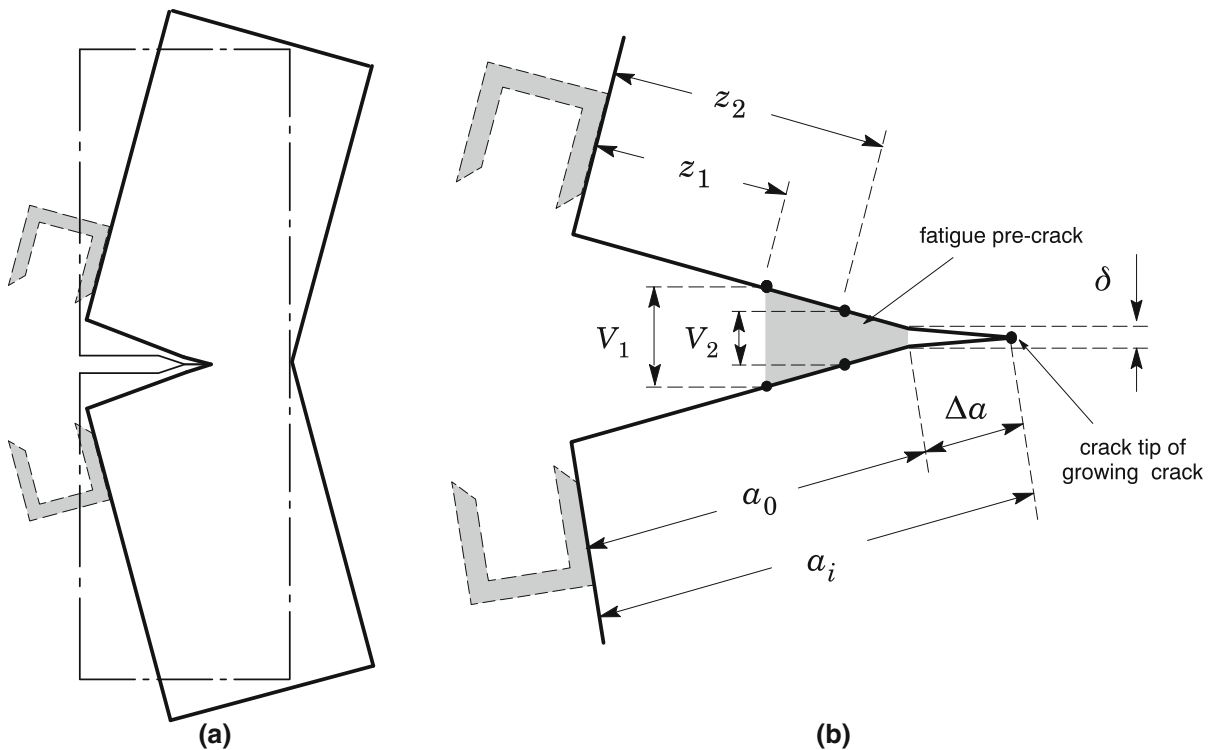 z₂
z₁
fatigue pre-crack
δ
V₁
V₂
Δa
crack tip of
growing crack
a₀
aᵢ
(a)
(b)